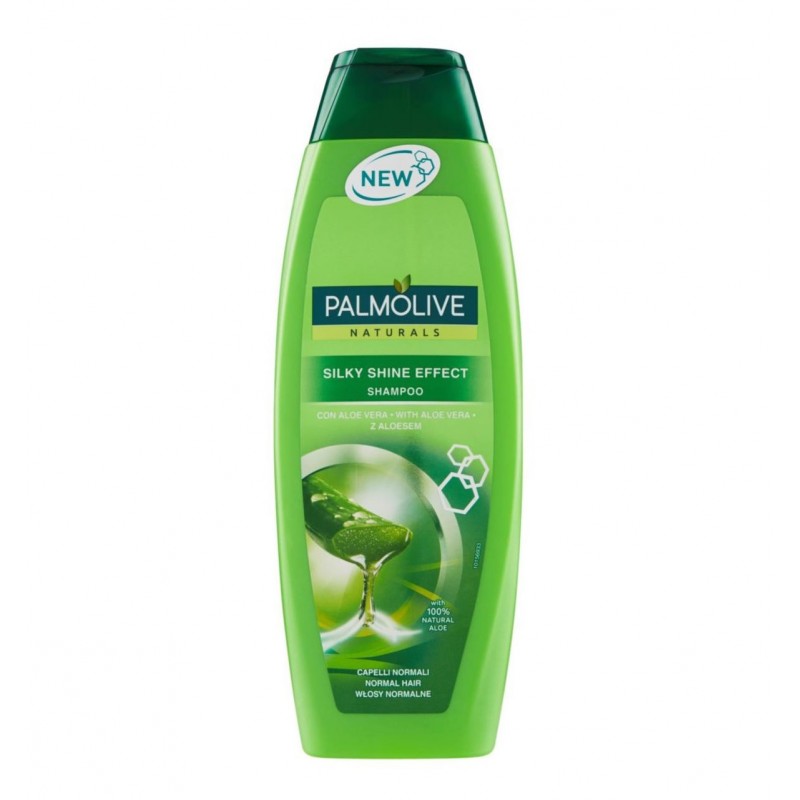 NEW
PALMOLIVE
NATURALS
SILKY SHINE EFFECT
SHAMPOO
CON ALOE VERA • WITH ALOE VERA •
Z ALOESEM
with
100%
NATURAL
ALOE
CAPELLI NORMALI
NORMAL HAIR
WŁOSY NORMALNE